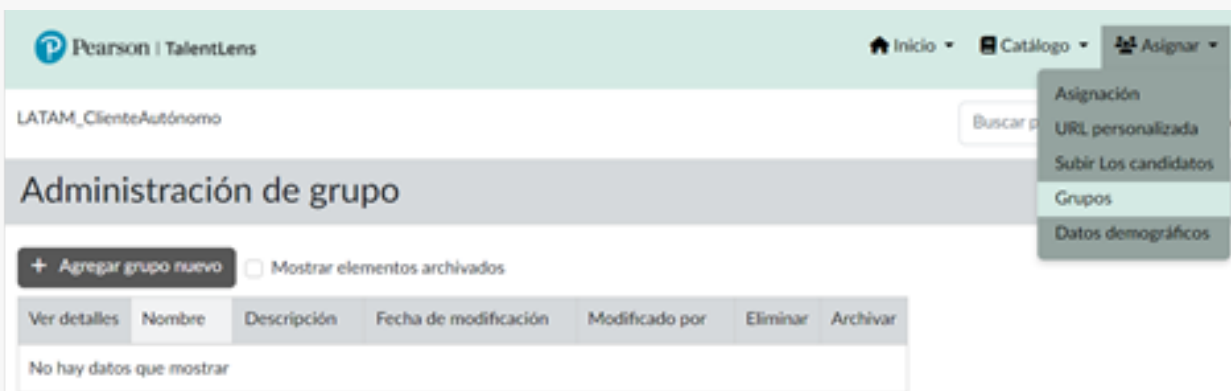 Pearson | TalentLens
Inicio
Catálogo
Asignar
LATAM_ClienteAutónomo
Buscar p
Asignación
URL personalizada
Subir Los candidatos
Grupos
Datos demográficos
Administración de grupo
+ Agregar grupo nuevo
Mostrar elementos archivados
Ver detalles Nombre Descripción Fecha de modificación Modificado por Eliminar Archivar
No hay datos que mostrar